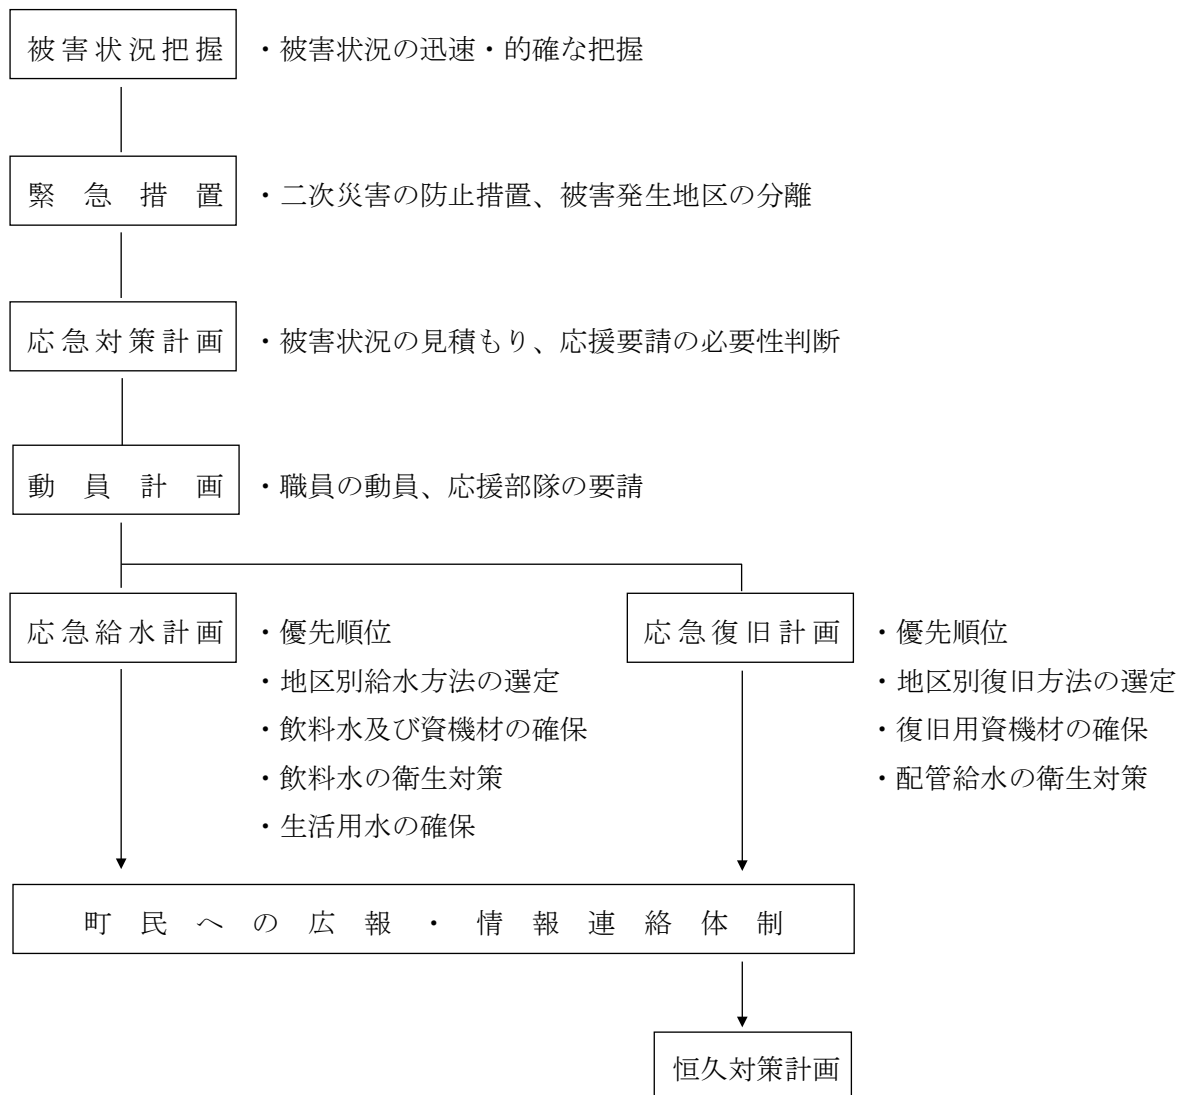 被害状況把握 ・被害状況の迅速・的確な把握
緊急措置 ・二次災害の防止措置、被害発生地区の分離
応急対策計画 ・被害状況の見積もり、応援要請の必要性判断
動員計画 ・職員の動員、応援部隊の要請
応急給水計画 ・優先順位
・地区別給水方法の選定
・飲料水及び資機材の確保
・飲料水の衛生対策
・生活用水の確保
応急復旧計画 ・優先順位
・地区別復旧方法の選定
・復旧用資機材の確保
・配管給水の衛生対策
町民への広報・情報連絡体制
恒久対策計画